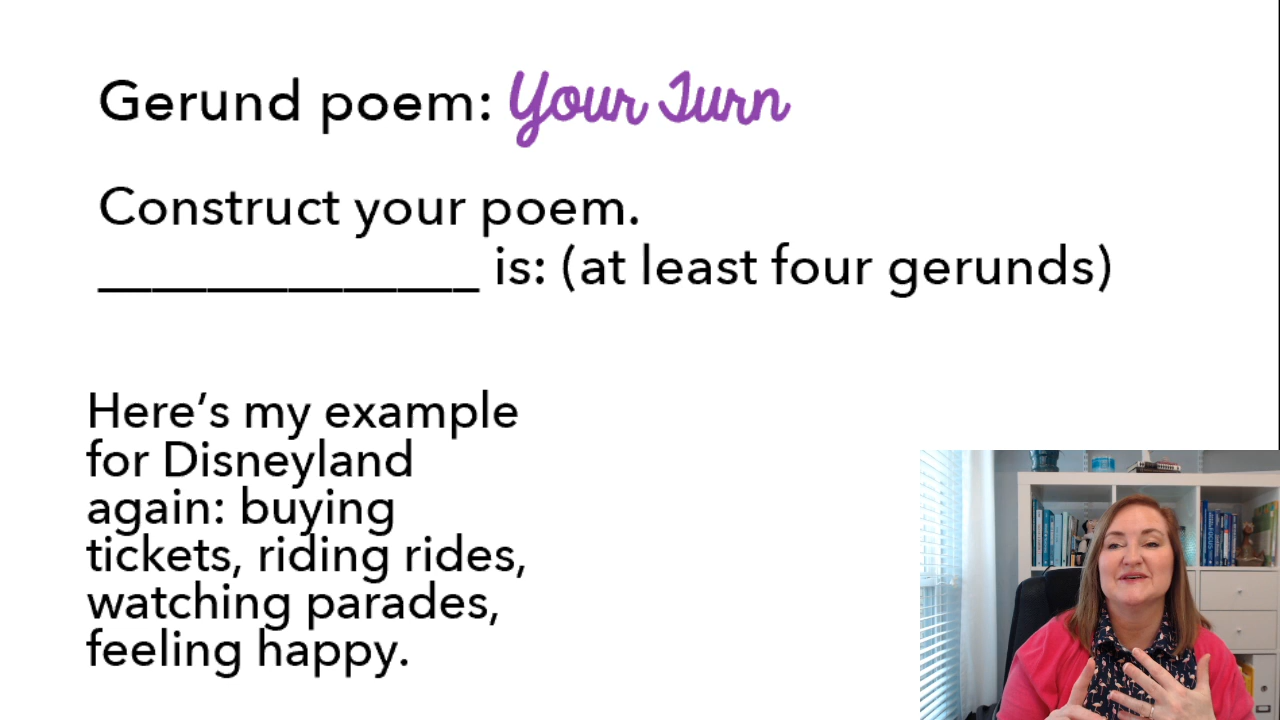 Gerund poem: Your Turn
Construct your poem.
______________ is: (at least four gerunds)
Here’s my example
for Disneyland
again: buying
tickets, riding rides,
watching parades,
feeling happy.